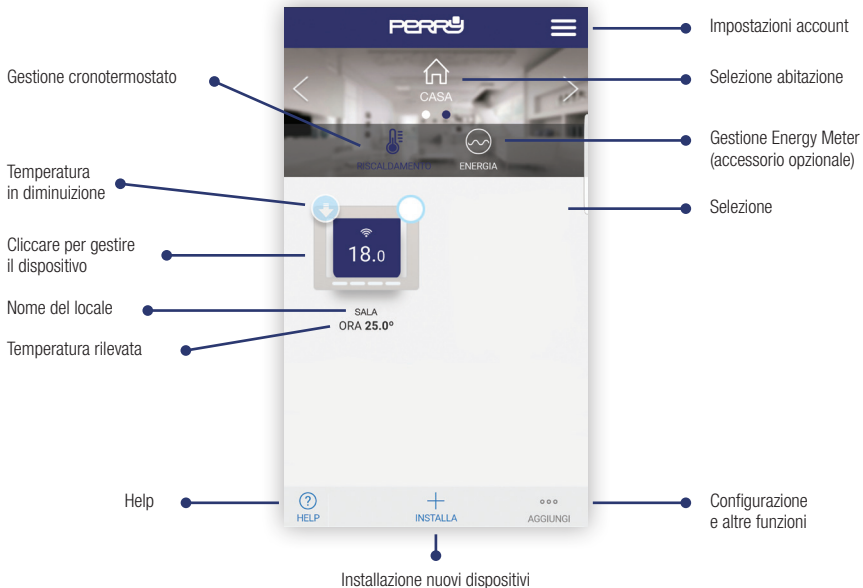 PERRY
Impostazioni account
Gestione cronotermostato
CASA
Selezione abitazione
RISCALDAMENTO
ENERGIA
Gestione Energy Meter
(accessorio opzionale)
Temperatura
in diminuizione
Selezione
Cliccare per gestire
il dispositivo
18.0
Nome del locale
SALA
Temperatura rilevata
ORA 25.0°
Help
HELP
INSTALLA
AGGIUNGI
Configurazione
e altre funzioni
Installazione nuovi dispositivi